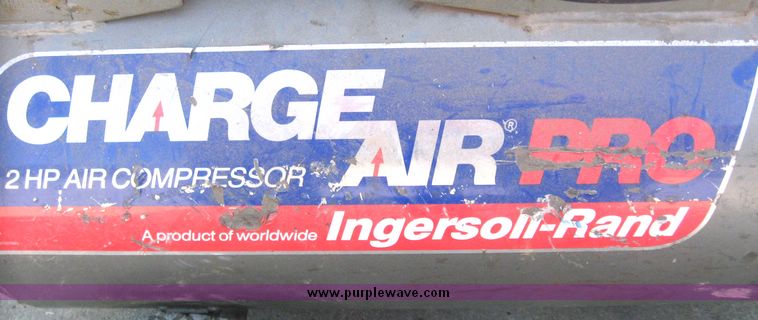 CHARGE
AIR® PRO
2 HP AIR COMPRESSOR
A product of worldwide Ingersoll-Rand
www.purplewave.com